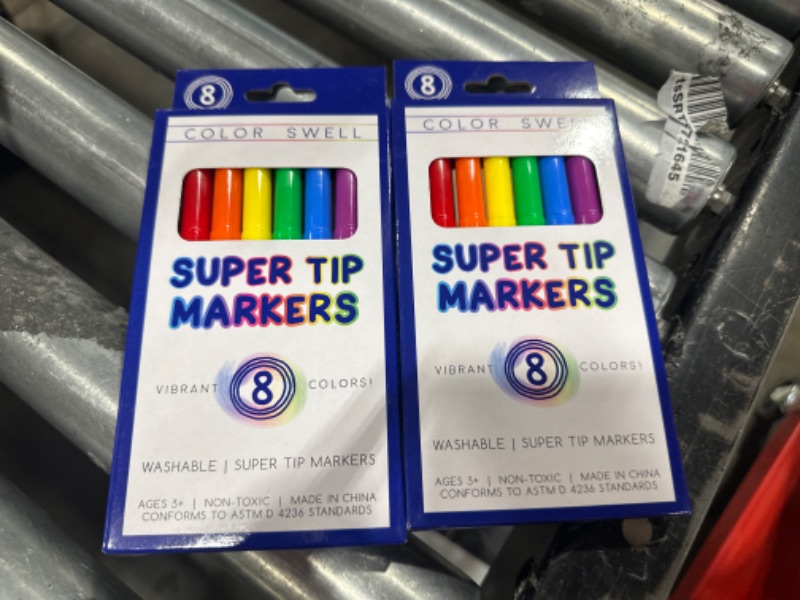 8
COLOR SWELL
SUPER TIP
MARKERS
VIBRANT 8 COLORS!
WASHABLE | SUPER TIP MARKERS
AGES 3+ | NON-TOXIC | MADE IN CHINA
CONFORMS TO ASTM D 4236 STANDARDS
8
COLOR SWELL
SUPER TIP
MARKERS
VIBRANT 8 COLORS!
WASHABLE | SUPER TIP MARKERS
AGES 3+ | NON-TOXIC | MADE IN CHINA
CONFORMS TO ASTM D 4236 STANDARDS